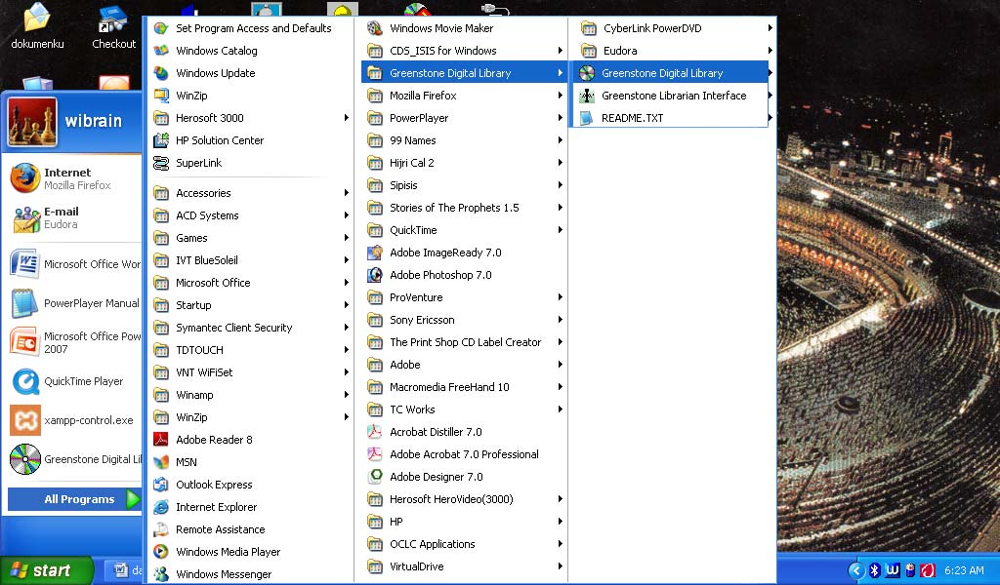 dokumenku
Checkout
wibrain
Internet
Mozilla Firefox
E-mail
Eudora
Microsoft Office Wor
PowerPlayer Manual
Microsoft Office Pow
2007
QuickTime Player
xampp-control.exe
Greenstone Digital Li
All Programs
start
da
Set Program Access and Defaults
Windows Catalog
Windows Update
WinZip
Herosoft 3000
HP Solution Center
SuperLink
Accessories
ACD Systems
Games
IVT BlueSoleil
Microsoft Office
Startup
Symantec Client Security
TDTOUCH
VNT WiFiSet
Winamp
WinZip
Adobe Reader 8
MSN
Outlook Express
Internet Explorer
Remote Assistance
Windows Media Player
Windows Messenger
Windows Movie Maker
CDS_ISIS for Windows
Greenstone Digital Library
Mozilla Firefox
PowerPlayer
99 Names
Hijri Cal 2
Sipisis
Stories of The Prophets 1.5
QuickTime
Adobe ImageReady 7.0
Adobe Photoshop 7.0
ProVenture
Sony Ericsson
The Print Shop CD Label Creator
Adobe
Macromedia FreeHand 10
TC Works
Acrobat Distiller 7.0
Adobe Acrobat 7.0 Professional
Adobe Designer 7.0
Herosoft HeroVideo(3000)
HP
OCLC Applications
VirtualDrive
CyberLink PowerDVD
Eudora
Greenstone Digital Library
Greenstone Librarian Interface
README.TXT
W
6:23 AM